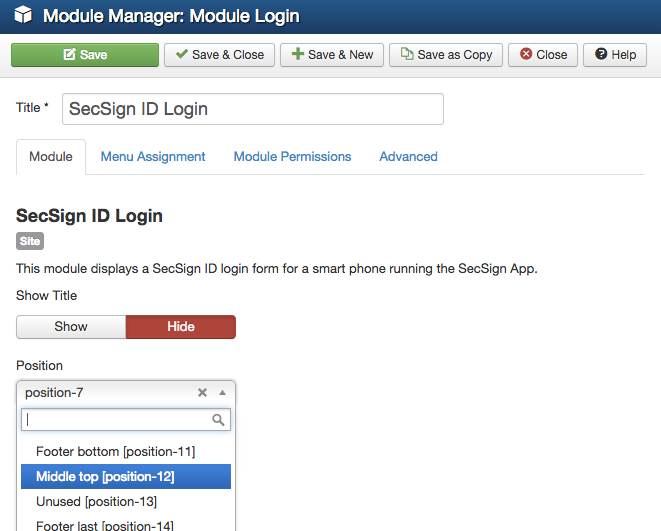 Module Manager: Module Login
Save
Save & Close
Save & New
Save as Copy
Close
Help
Title *
SecSign ID Login
Module
Menu Assignment
Module Permissions
Advanced
SecSign ID Login
Site
This module displays a SecSign ID login form for a smart phone running the SecSign App.
Show Title
Show
Hide
Position
position-7
Footer bottom [position-11]
Middle top [position-12]
Unused [position-13]
Footer last [position-14]